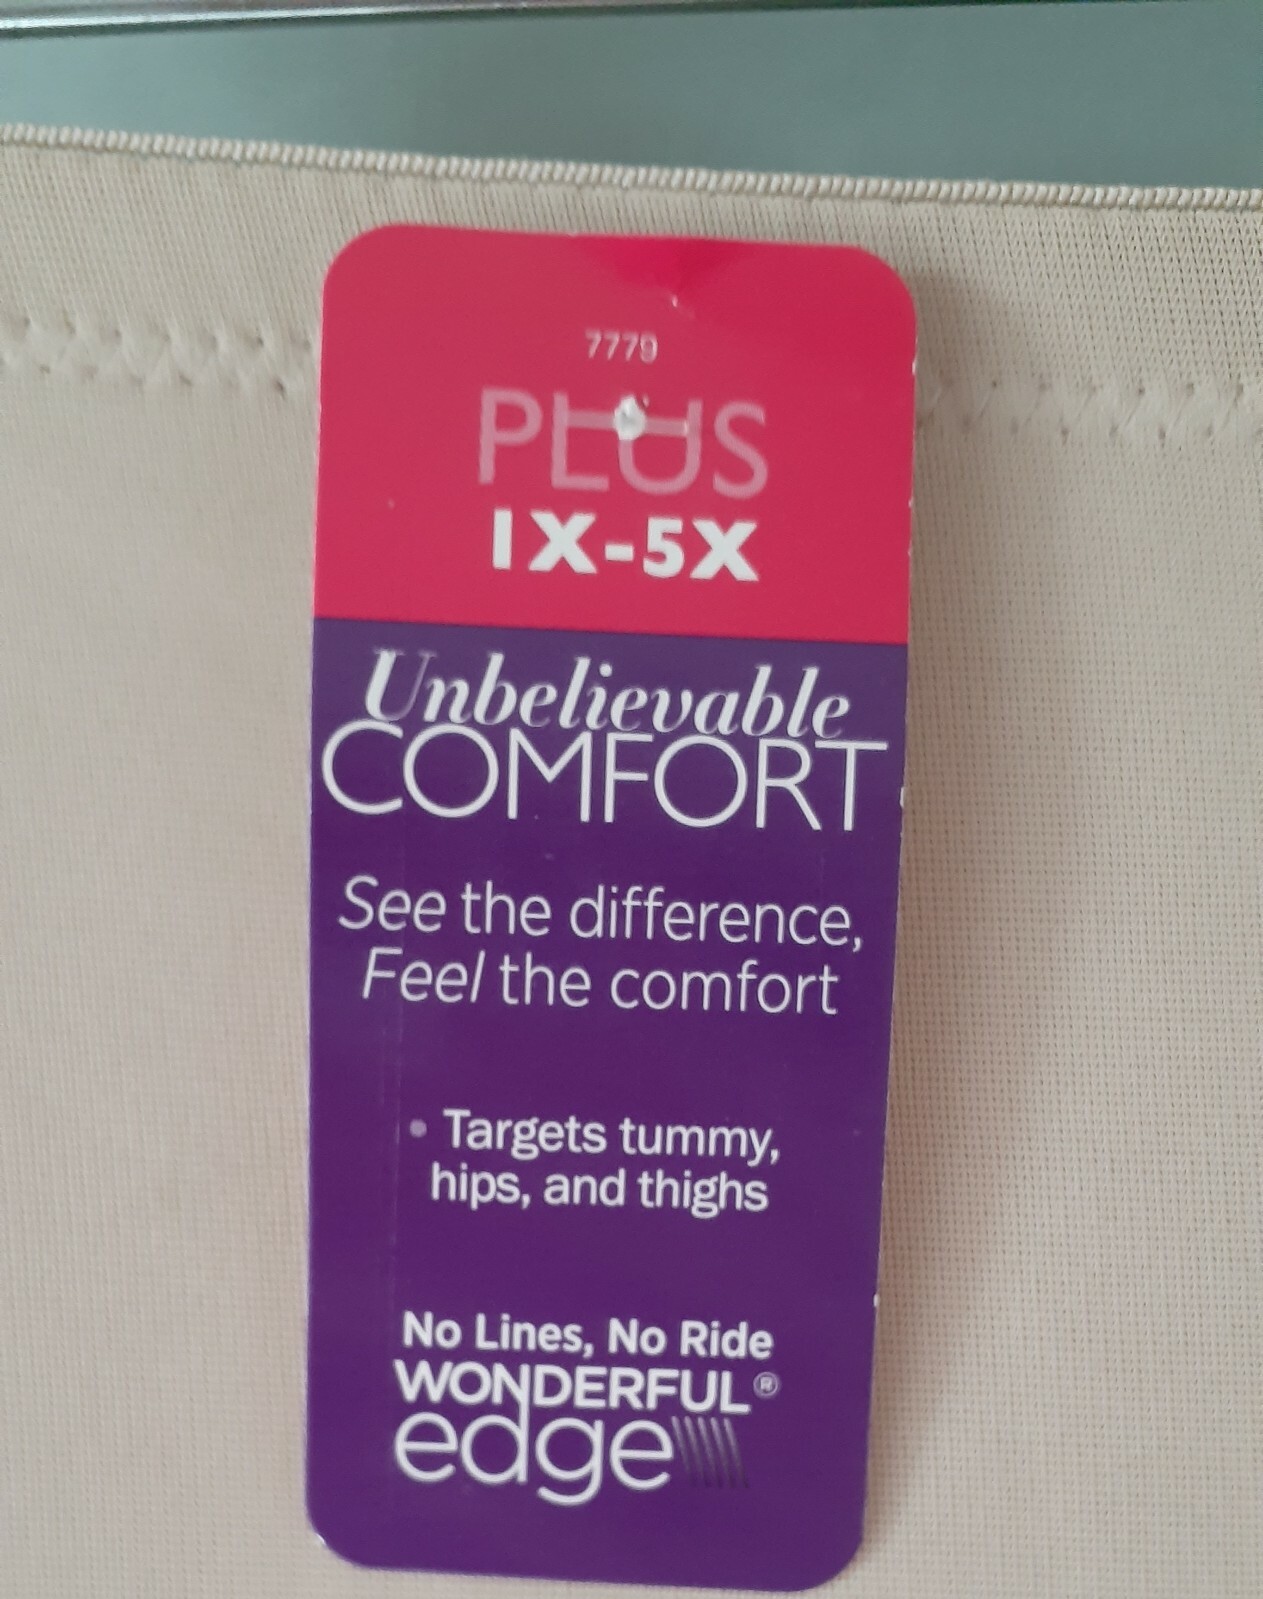 7779
PLUS
1X-5X
Unbelievable
COMFORT
See the difference,
Feel the comfort
• Targets tummy,
hips, and thighs
No Lines, No Ride
WONDERFUL®
edge